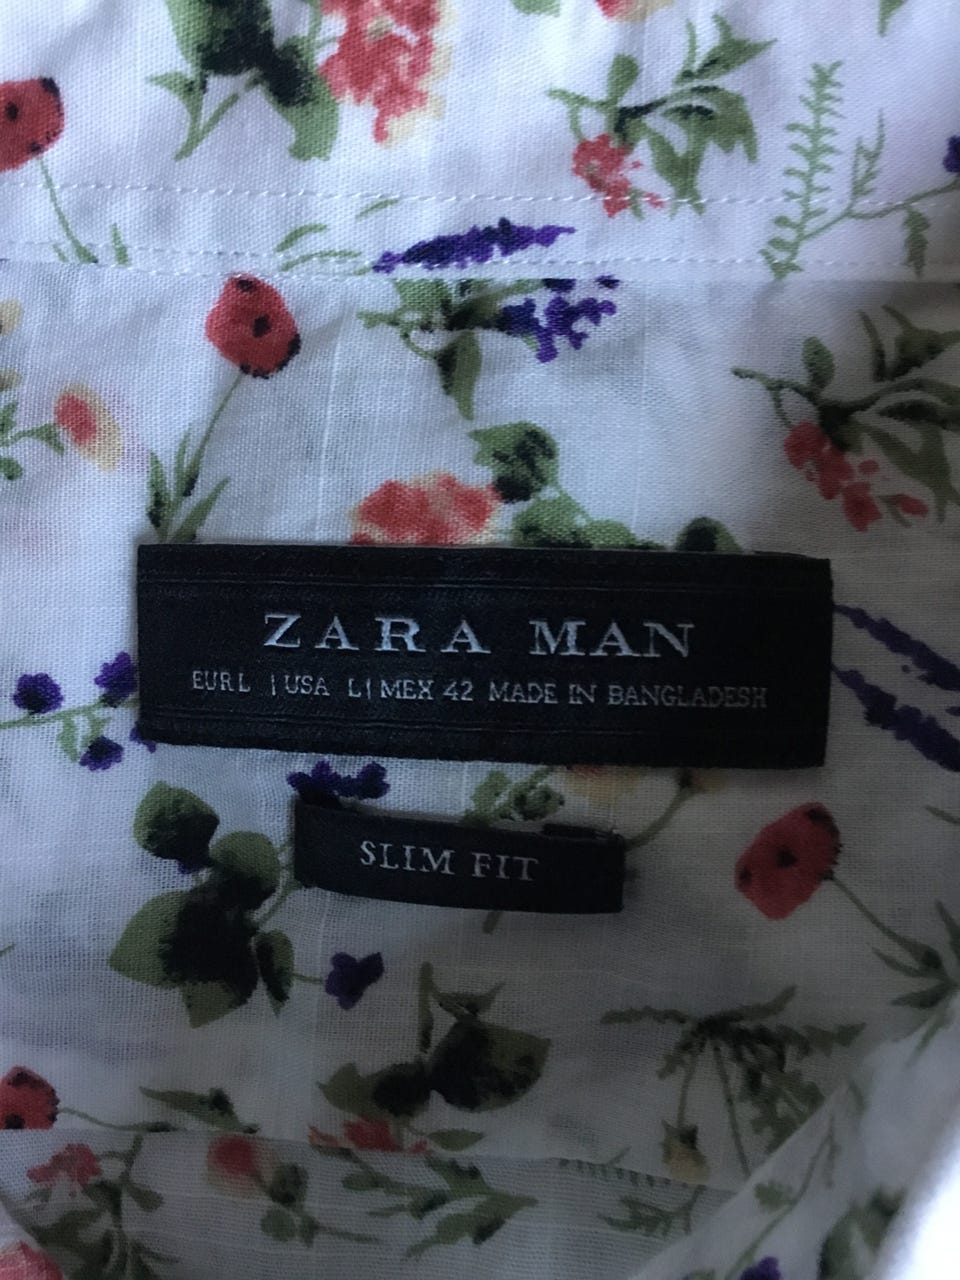 ZARA MAN
EUR L | USA L | MEX 42 MADE IN BANGLADESH
SLIM FIT